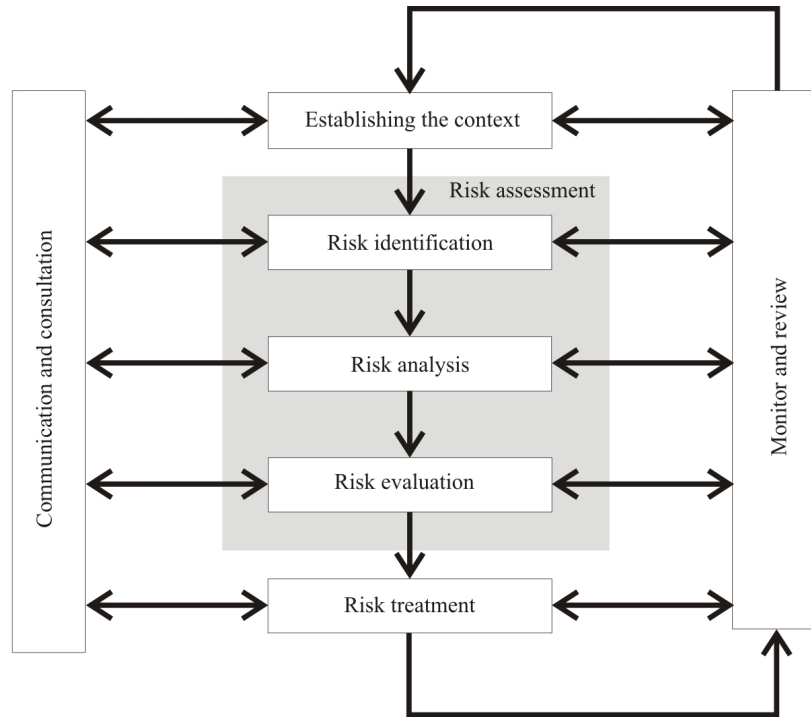 Establishing the context
Risk assessment
Risk identification
Communication and consultation
Risk analysis
Monitor and review
Risk evaluation
Risk treatment